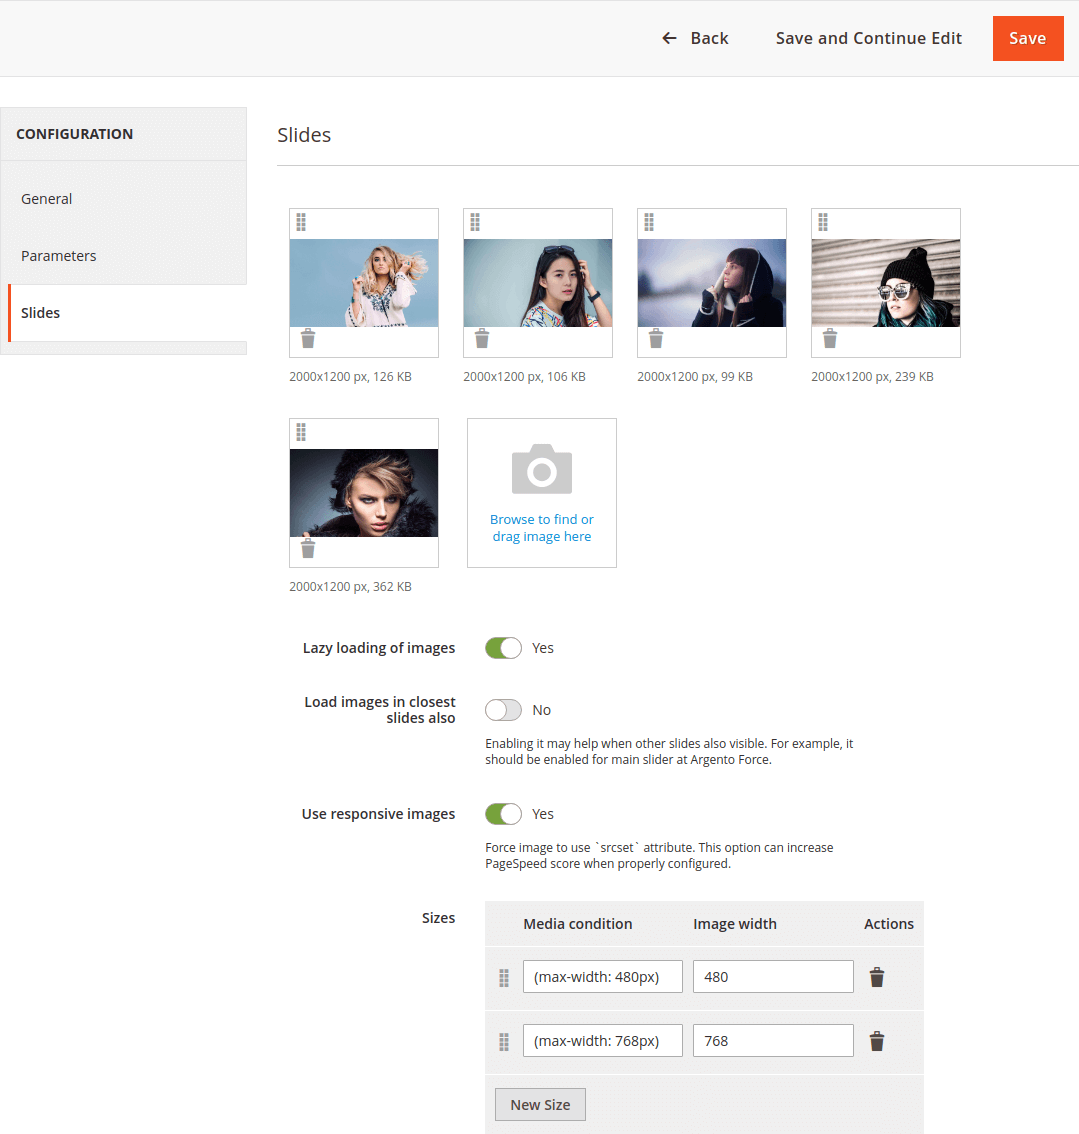 ← Back Save and Continue Edit Save
CONFIGURATION
General
Parameters
Slides
Slides
2000x1200 px, 126 KB
2000x1200 px, 106 KB
2000x1200 px, 99 KB
2000x1200 px, 239 KB
2000x1200 px, 362 KB
Browse to find or
drag image here
Lazy loading of images Yes
Load images in closest
slides also
No
Enabling it may help when other slides also visible. For example, it
should be enabled for main slider at Argento Force.
Use responsive images Yes
Force image to use `srcset` attribute. This option can increase
PageSpeed score when properly configured.
Sizes
Media condition Image width Actions
(max-width: 480px) 480
(max-width: 768px) 768
New Size